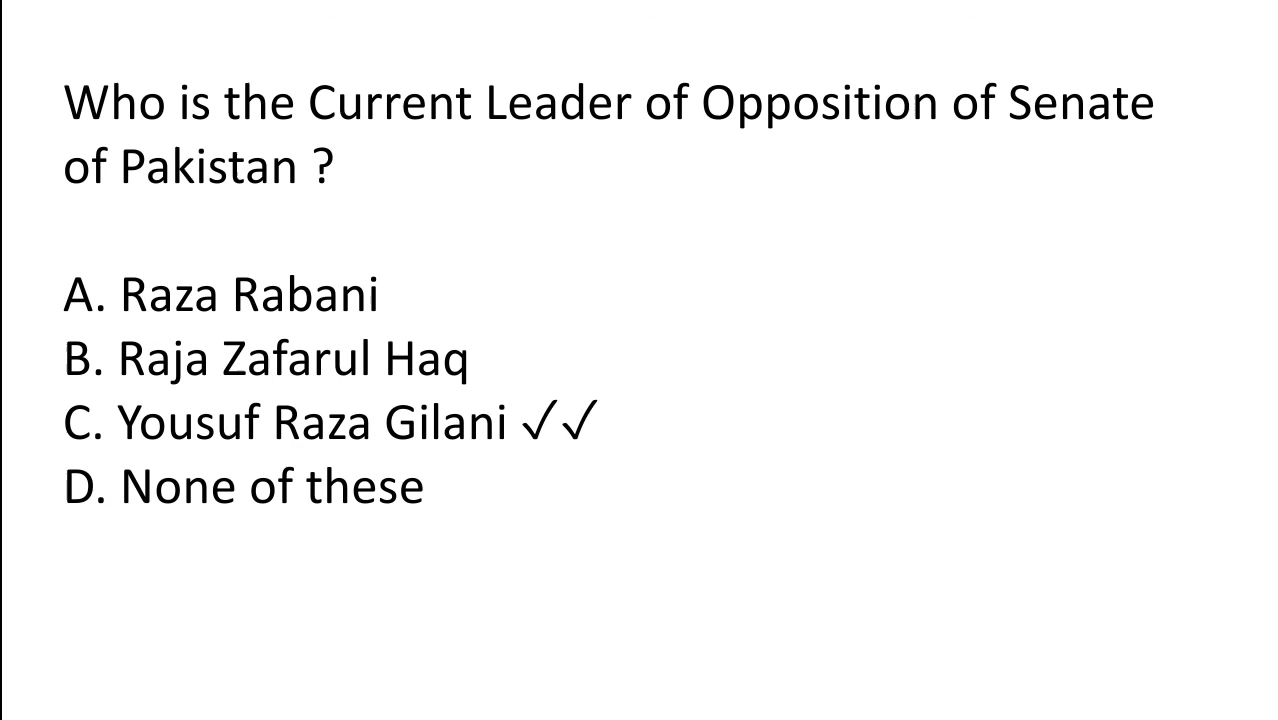 Who is the Current Leader of Opposition of Senate
of Pakistan ?
A. Raza Rabani
B. Raja Zafarul Haq
C. Yousuf Raza Gilani ✓✓
D. None of these